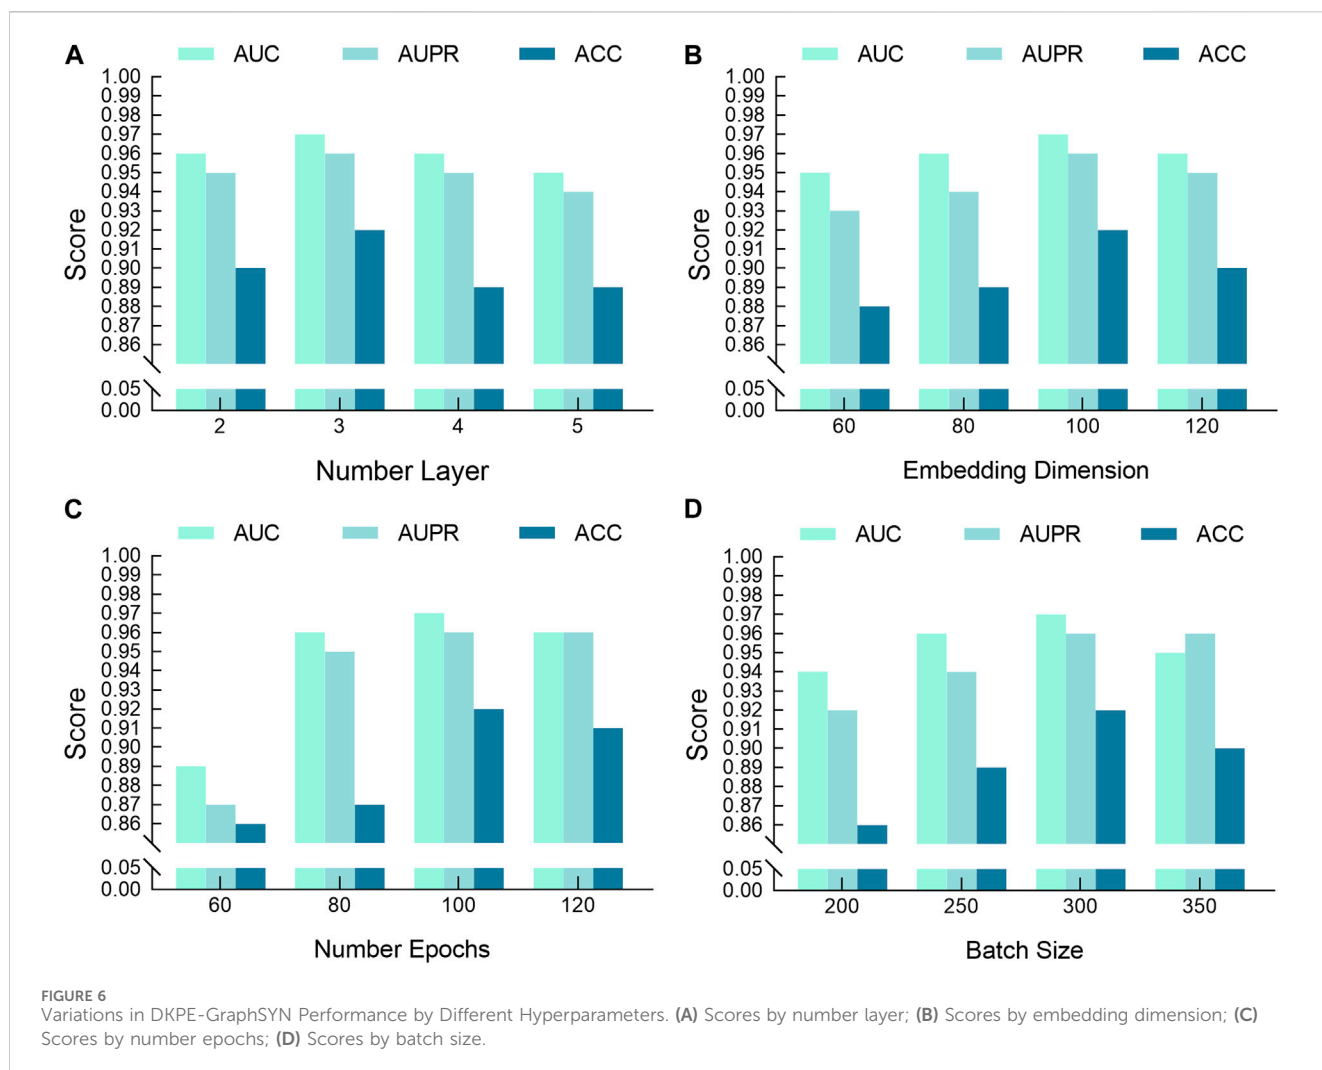 A
AUC AUPR ACC
1.00
0.99
0.98
0.97
0.96
0.95
0.94
0.93
0.92
0.91
0.90
0.89
0.88
0.87
0.86
0.05
0.00
Score
2 3 4 5
Number Layer
B
AUC AUPR ACC
1.00
0.99
0.98
0.97
0.96
0.95
0.94
0.93
0.92
0.91
0.90
0.89
0.88
0.87
0.86
0.05
0.00
Score
60 80 100 120
Embedding Dimension
C
AUC AUPR ACC
1.00
0.99
0.98
0.97
0.96
0.95
0.94
0.93
0.92
0.91
0.90
0.89
0.88
0.87
0.86
0.05
0.00
Score
60 80 100 120
Number Epochs
D
AUC AUPR ACC
1.00
0.99
0.98
0.97
0.96
0.95
0.94
0.93
0.92
0.91
0.90
0.89
0.88
0.87
0.86
0.05
0.00
Score
200 250 300 350
Batch Size
FIGURE 6
Variations in DKPE-GraphSYN Performance by Different Hyperparameters. (A) Scores by number layer; (B) Scores by embedding dimension; (C)
Scores by number epochs; (D) Scores by batch size.